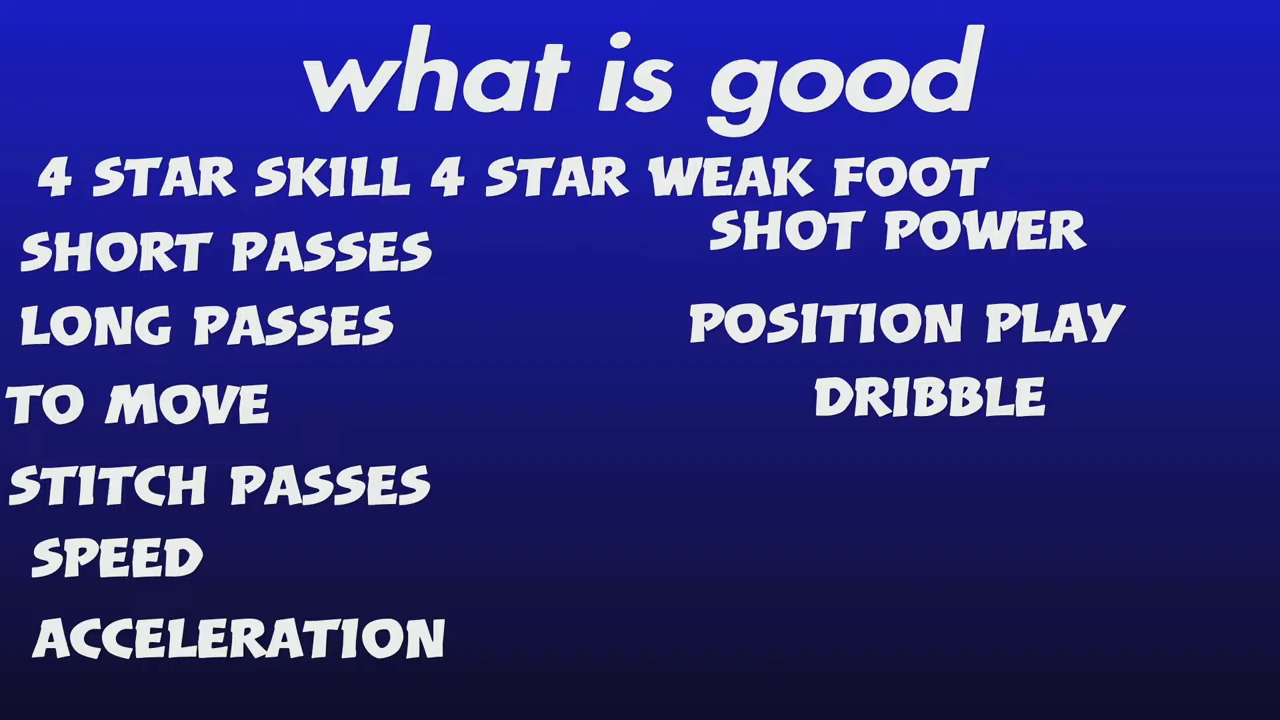 what is good
4 STAR SKILL 4 STAR WEAK FOOT
SHORT PASSES
LONG PASSES
TO MOVE
STITCH PASSES
SPEED
ACCELERATION
SHOT POWER
POSITION PLAY
DRIBBLE